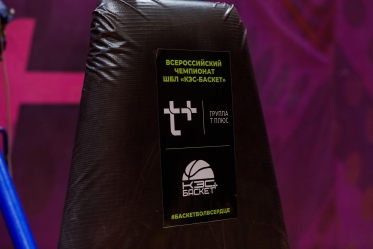 ВСЕРОССИЙСКИЙ
ЧЕМПИОНАТ
ШБЛ «КЭС-БАСКЕТ»
t+
ГРУППА
Т ПЛЮС
КЭС
БАСКЕТ
#БАСКЕТБОЛВСЕРДЦЕ